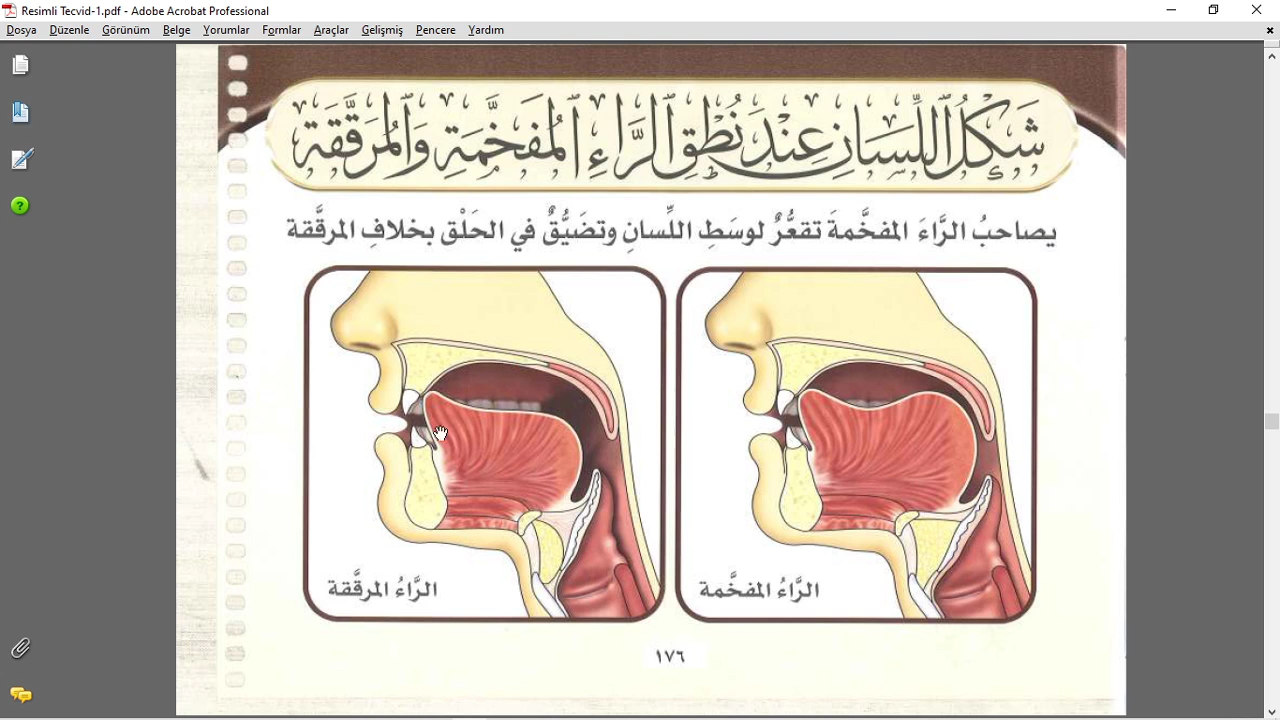 Resimli Tecvid-1.pdf - Adobe Acrobat Professional
Dosya Düzenle Görünüm Belge Yorumlar Formlar Araçlar Gelişmiş Pencere Yardım
شَكْلُ اللِّسَانِ عِنْدَ نُطْقِ الرَّاءِ الْمُفَخَّمَةِ وَالْمُرَقَّقَةِ
يصاحبُ الرَّاءَ المفخَّمةَ تقعُّرٌ لوسَطِ اللِّسانِ وتضَيُّقٌ في الحَلْق بخلافِ المرقَّقة
الرَّاءُ المفخَّمة
الرَّاءُ المرقَّقة
١٧٦